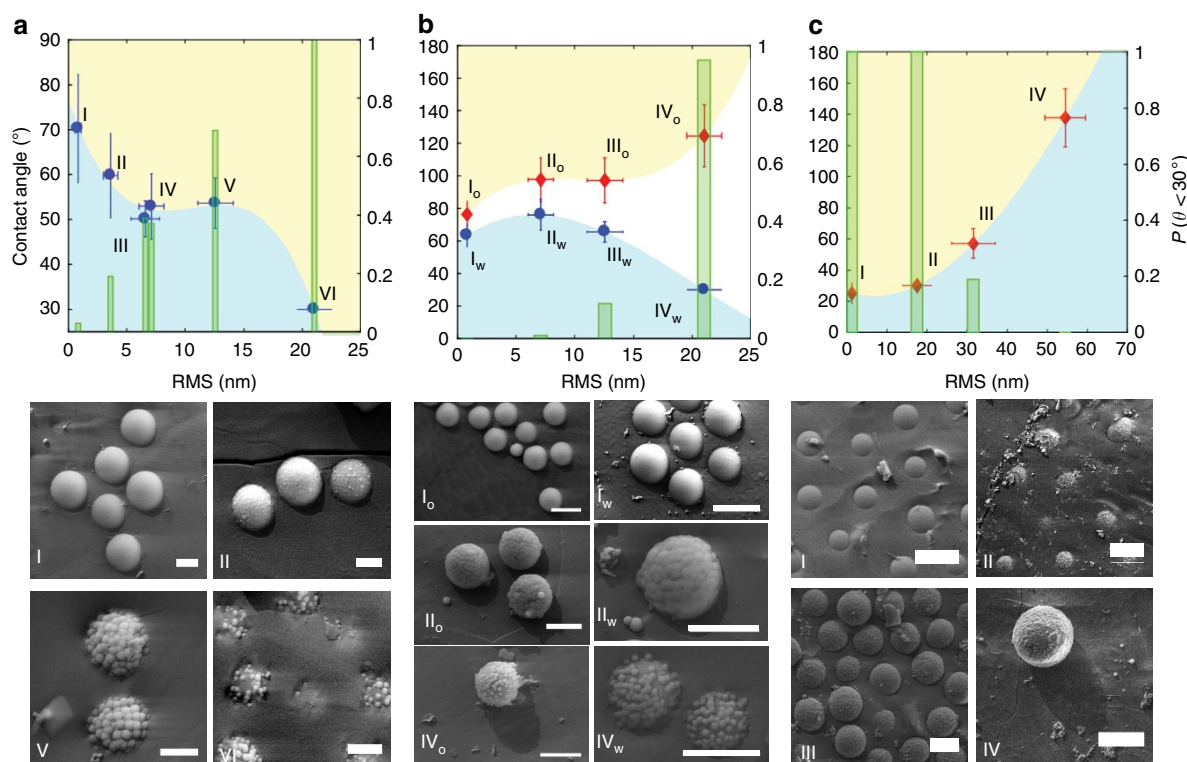 a
Contact angle (°)
90
80
70
60
50
40
30
0
5
10
15
20
25
1
0.8
0.6
0.4
0.2
0
RMS (nm)
I
II
III
IV
V
VI
b
180
160
140
120
100
80
60
40
20
0
0
5
10
15
20
25
1
0.8
0.6
0.4
0.2
0
RMS (nm)
Io
Iw
IIo
IIw
IIIo
IIIw
IVo
IVw
c
180
160
140
120
100
80
60
40
20
0
0
10
20
30
40
50
60
70
1
0.8
0.6
0.4
0.2
0
RMS (nm)
P (θ <30°)
I
II
III
IV
I
II
V
VI
Io
Iw
IIo
IIw
IVo
IVw
I
II
III
IV